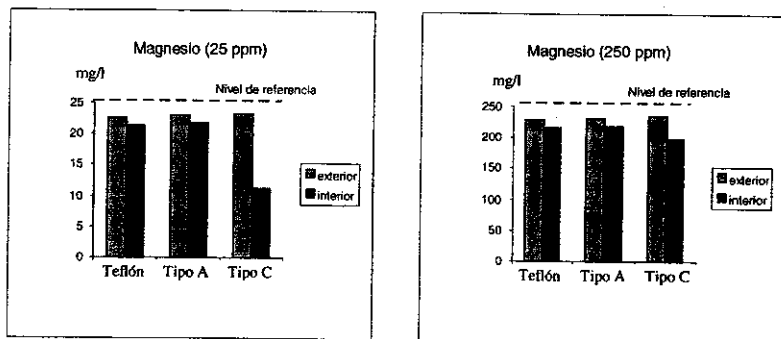 Magnesio (25 ppm)
mg/l
Nivel de referencia
25
20
15
10
5
0
Teflón Tipo A Tipo C
exterior
interior
Magnesio (250 ppm)
mg/l
Nivel de referencia
250
200
150
100
50
0
Teflón Tipo A Tipo C
exterior
interior